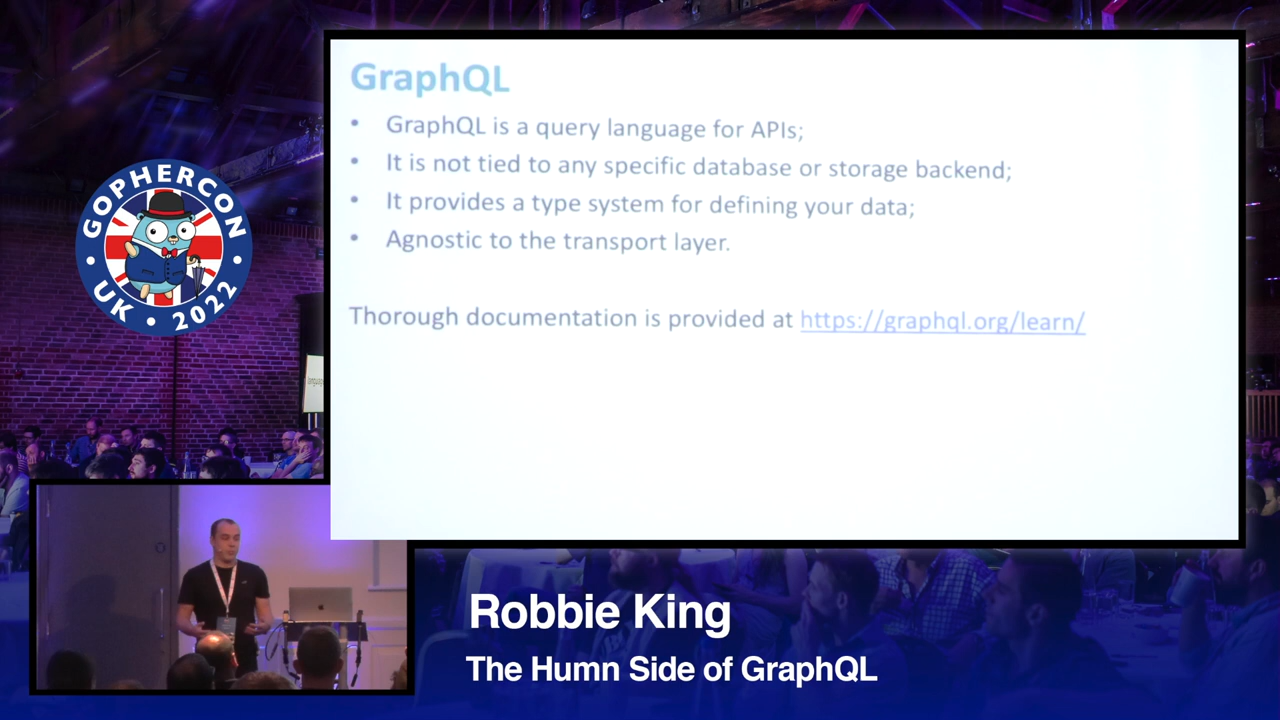 GOPHERCON
UK • 2022
GraphQL
• GraphQL is a query language for APIs;
• It is not tied to any specific database or storage backend;
• It provides a type system for defining your data;
• Agnostic to the transport layer.
Thorough documentation is provided at https://graphql.org/learn/
Robbie King
The Humn Side of GraphQL